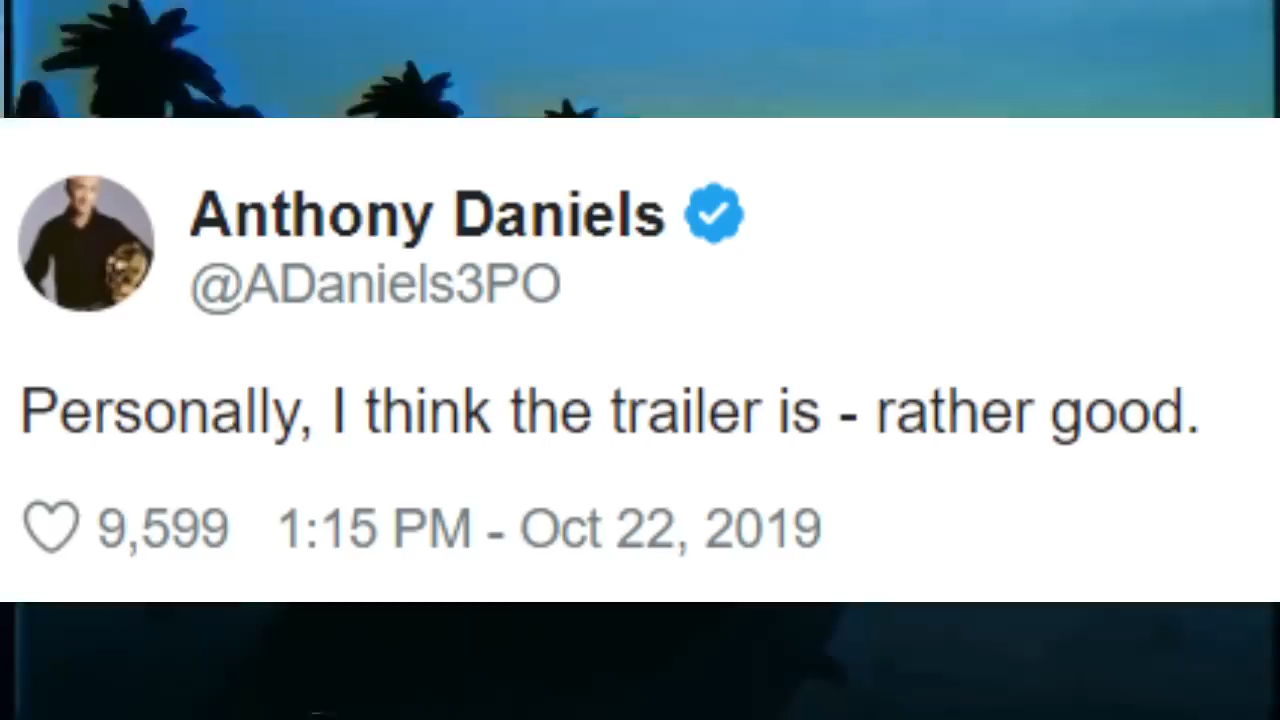 Anthony Daniels
@ADaniels3PO
Personally, I think the trailer is - rather good.
9,599 1:15 PM - Oct 22, 2019